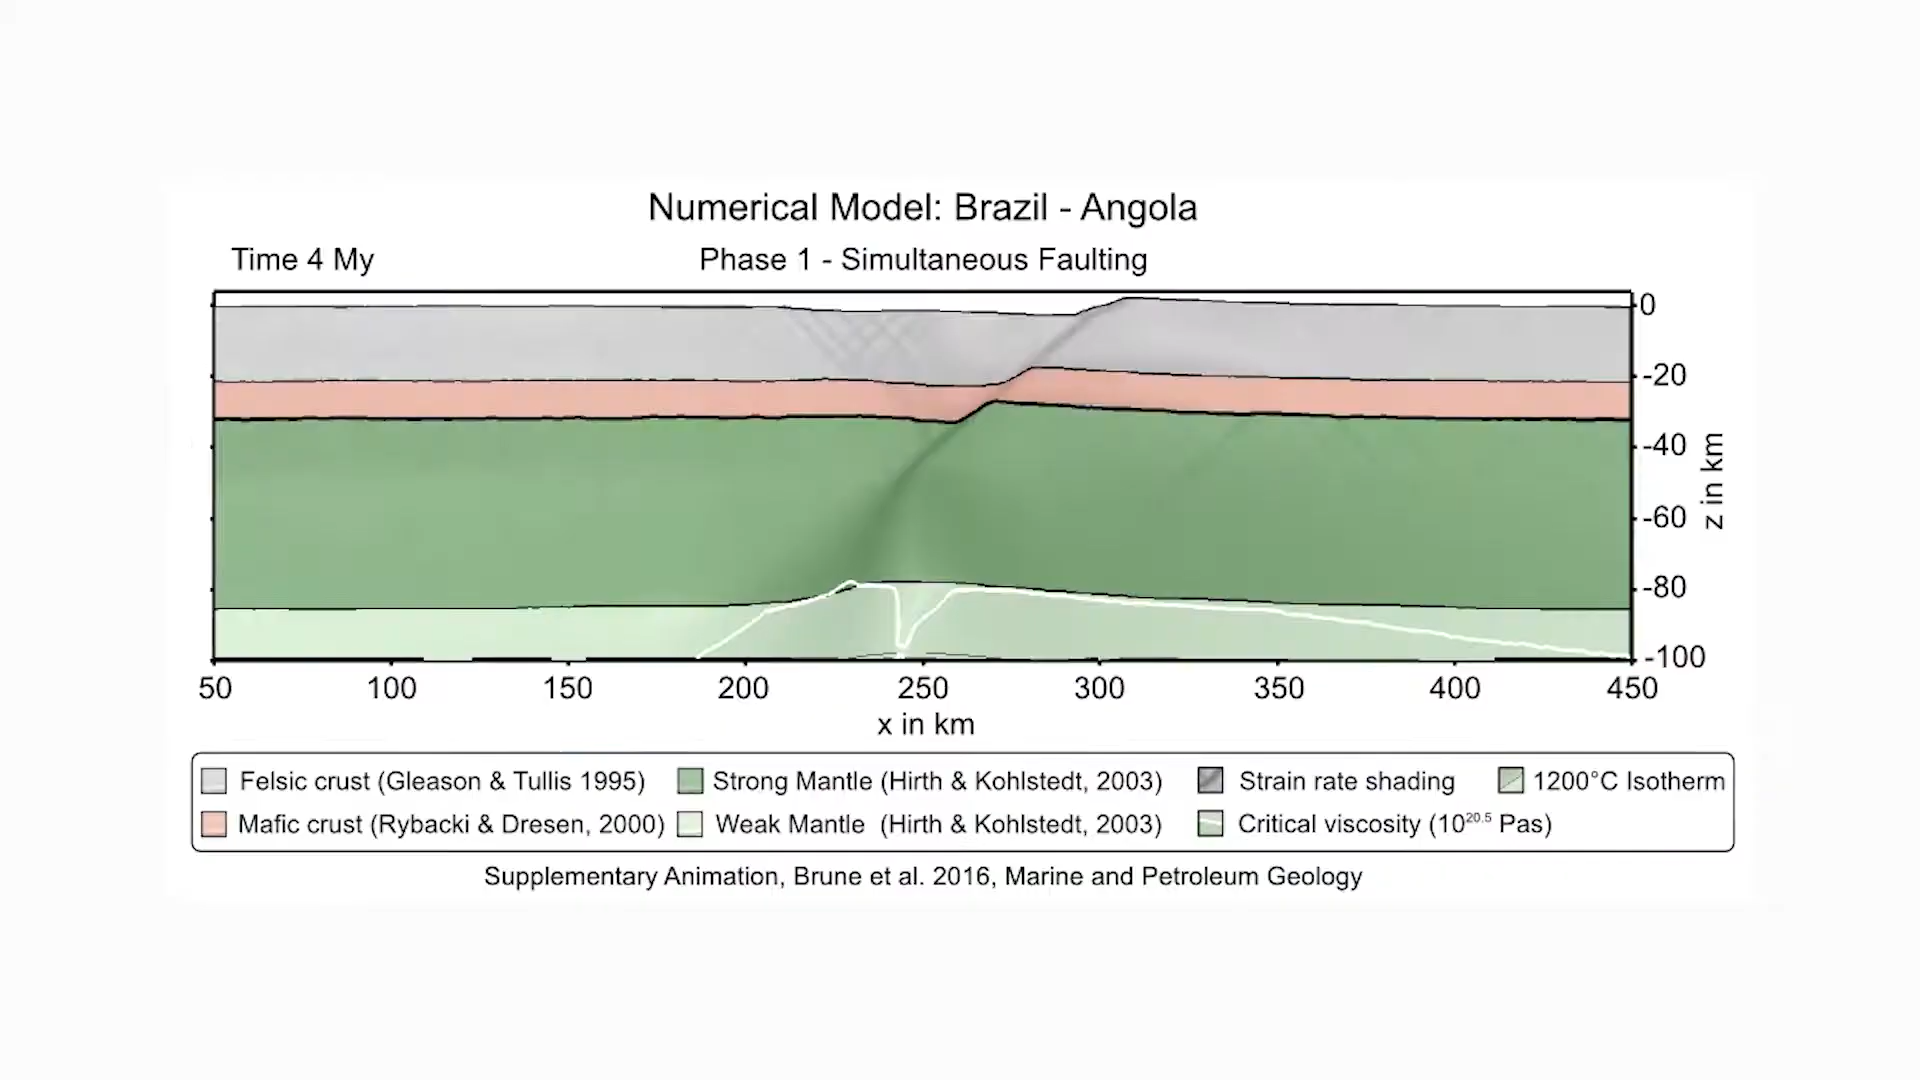 Numerical Model: Brazil - Angola
Time 4 My
Phase 1 - Simultaneous Faulting
0
-20
-40
-60
-80
-100
z in km
50 100 150 200 250 300 350 400 450
x in km
Felsic crust (Gleason & Tullis 1995) Strong Mantle (Hirth & Kohlstedt, 2003) Strain rate shading 1200°C Isotherm
Mafic crust (Rybacki & Dresen, 2000) Weak Mantle (Hirth & Kohlstedt, 2003) Critical viscosity (10^20.5 Pas)
Supplementary Animation, Brune et al. 2016, Marine and Petroleum Geology